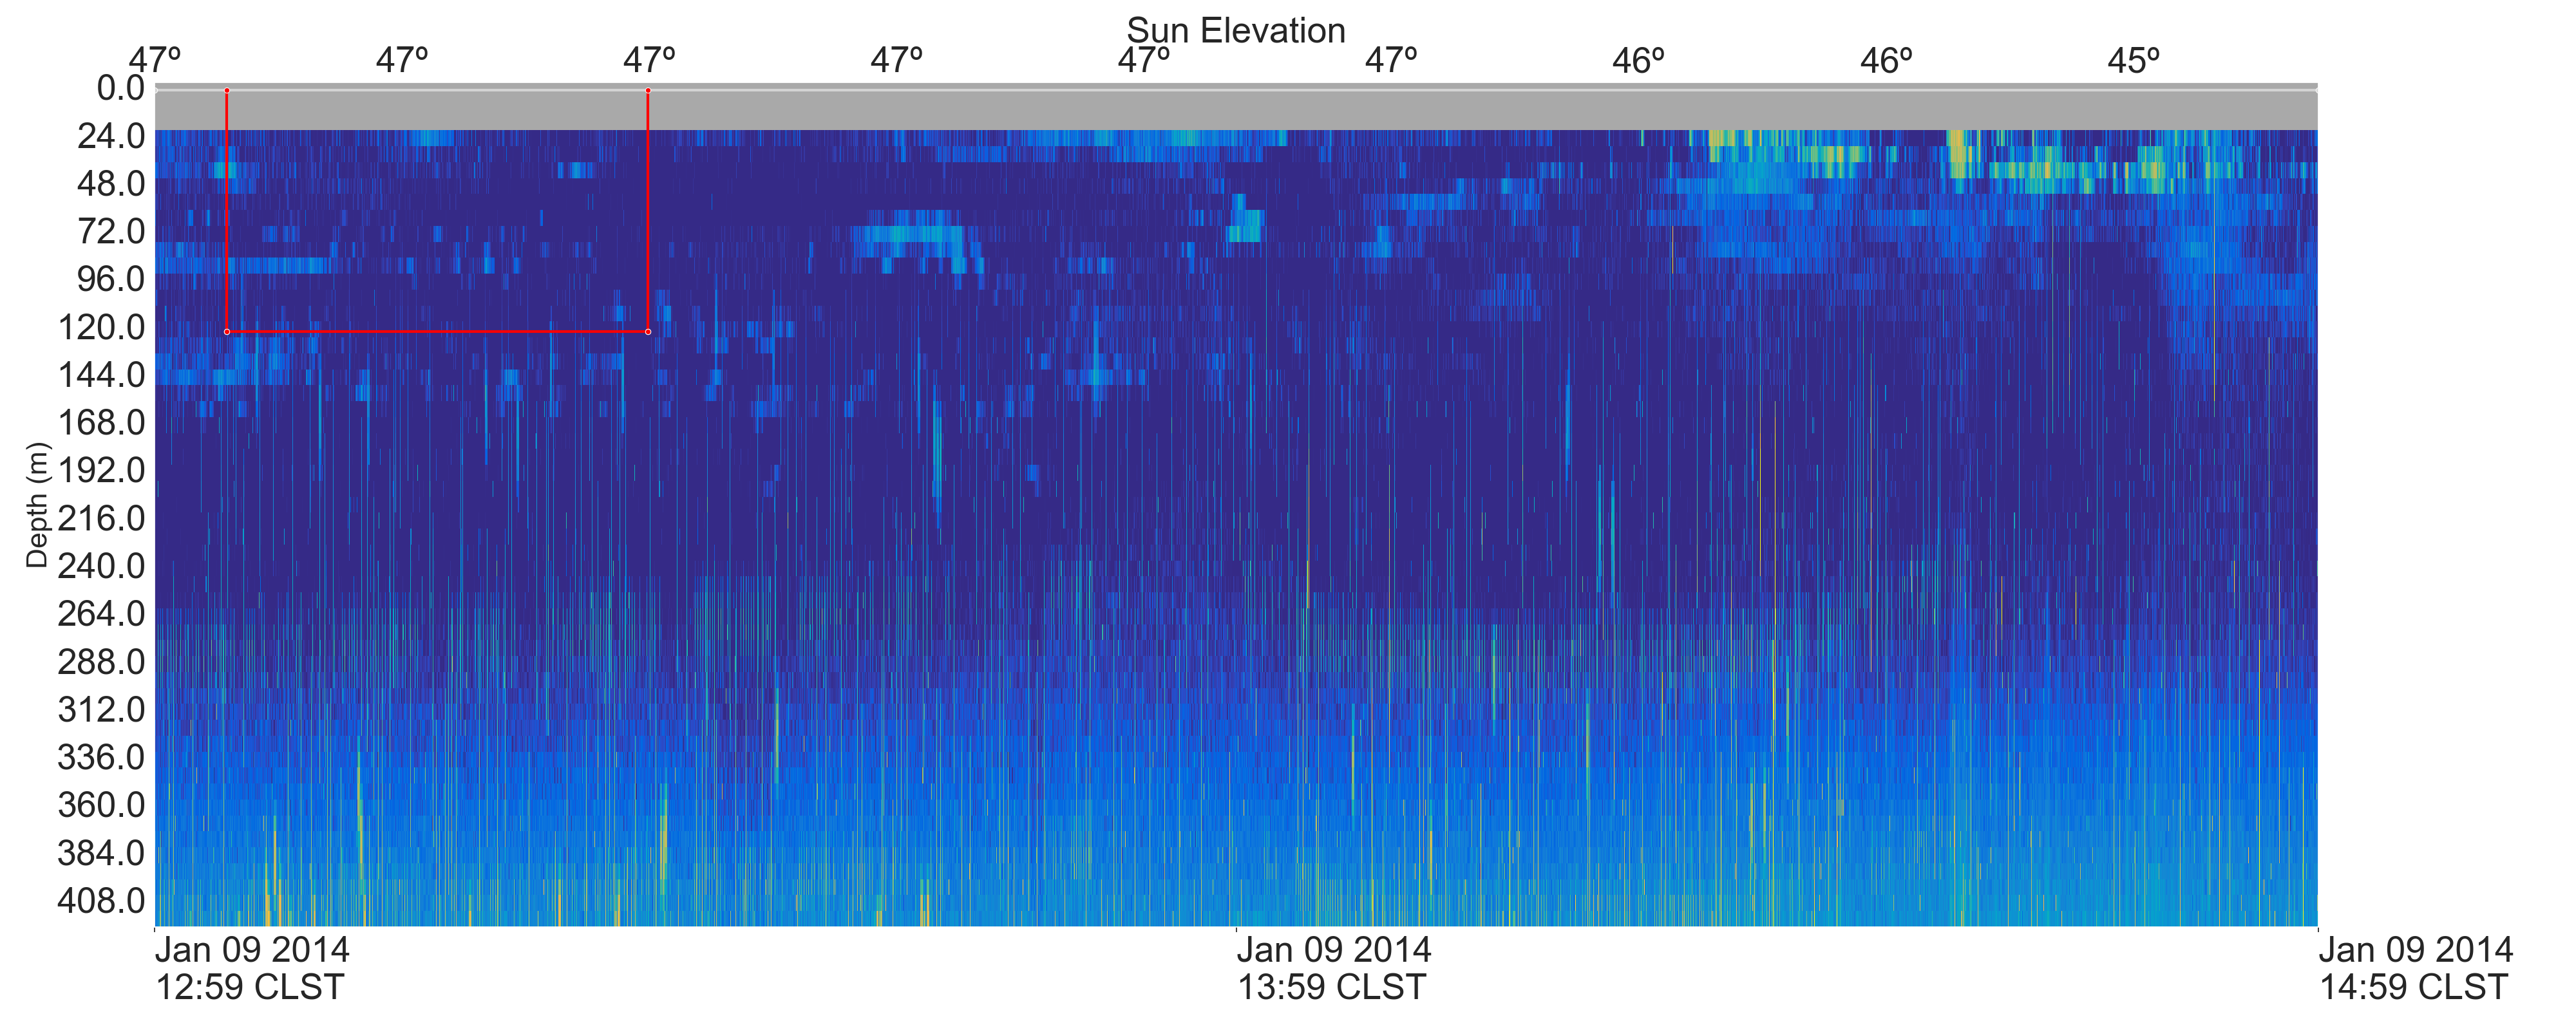 Sun Elevation
47º 47º 47º 47º 47º 47º 46º 46º 45º
0.0
24.0
48.0
72.0
96.0
120.0
144.0
168.0
192.0
216.0
240.0
264.0
288.0
312.0
336.0
360.0
384.0
408.0
Depth (m)
Jan 09 2014
12:59 CLST
Jan 09 2014
13:59 CLST
Jan 09 2014
14:59 CLST